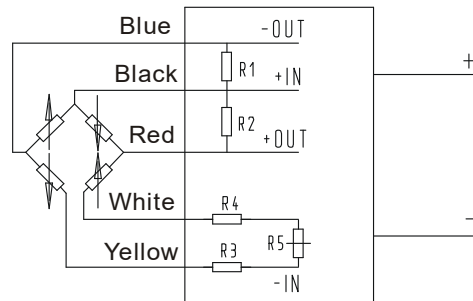 Blue
-OUT
R1
Black
+IN
R2
Red
+OUT
White
R4
Yellow
R3
R5
-IN
+
-